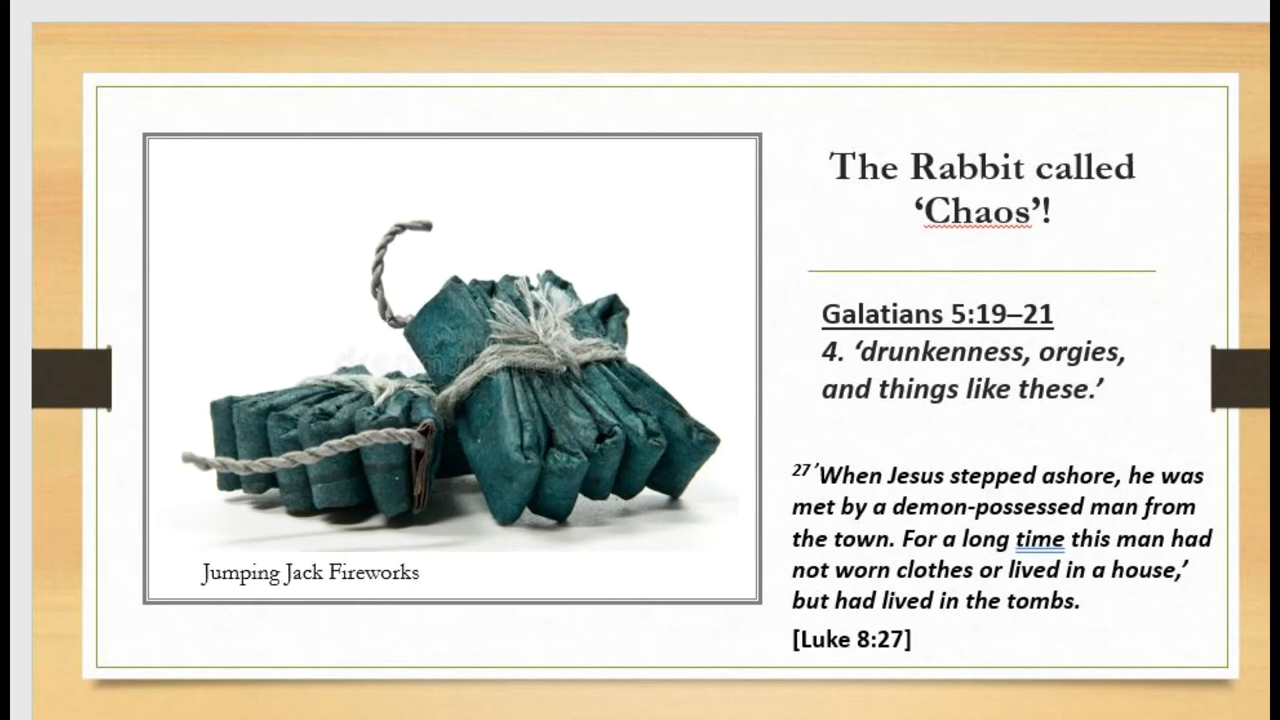 The Rabbit called
‘Chaos’!
Galatians 5:19–21
4. ‘drunkenness, orgies,
and things like these.’
27 ’When Jesus stepped ashore, he was
met by a demon-possessed man from
the town. For a long time this man had
not worn clothes or lived in a house,’
but had lived in the tombs.
[Luke 8:27]
Jumping Jack Fireworks